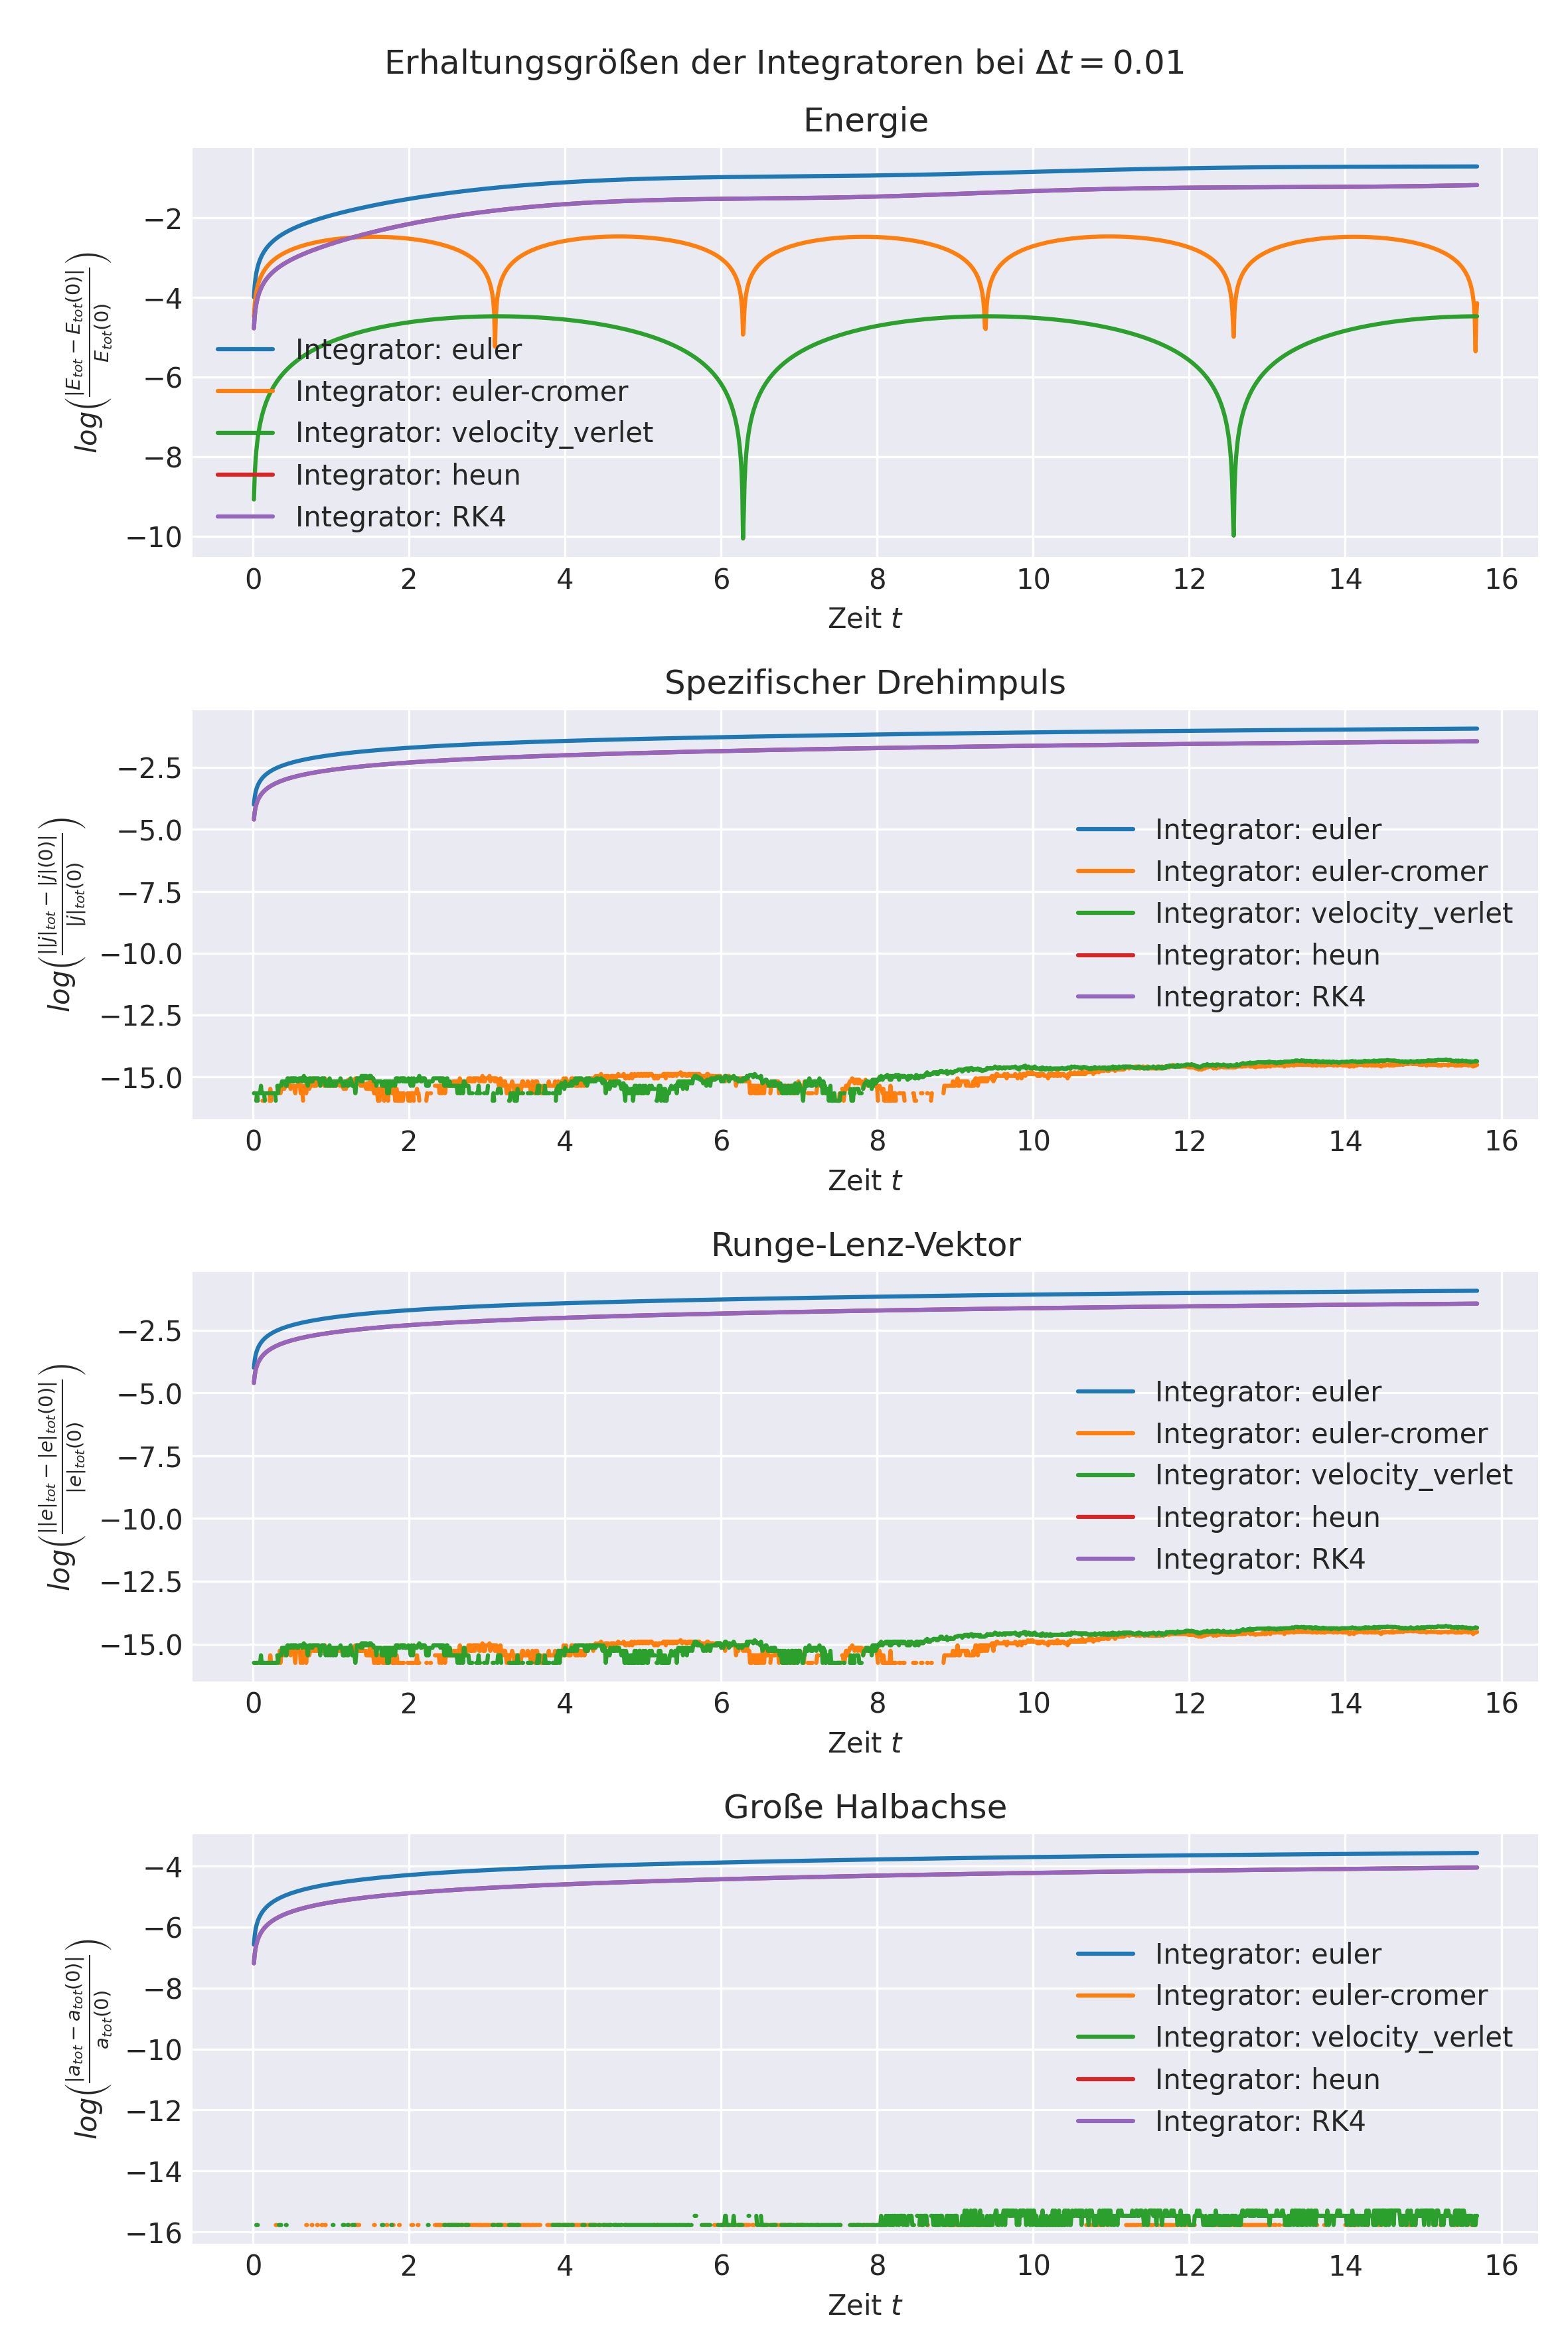 Erhaltungsgrößen der Integratoren bei Δt = 0.01
Energie
log(|E_tot − E_tot(0)| / E_tot(0))
−2
−4
−6
−8
−10
Integrator: euler
Integrator: euler-cromer
Integrator: velocity_verlet
Integrator: heun
Integrator: RK4
0 2 4 6 8 10 12 14 16
Zeit t
Spezifischer Drehimpuls
log(||j|_tot − |j|(0)| / |j|_tot(0))
−2.5
−5.0
−7.5
−10.0
−12.5
−15.0
Integrator: euler
Integrator: euler-cromer
Integrator: velocity_verlet
Integrator: heun
Integrator: RK4
0 2 4 6 8 10 12 14 16
Zeit t
Runge-Lenz-Vektor
log(||e|_tot − |e|_tot(0)| / |e|_tot(0))
−2.5
−5.0
−7.5
−10.0
−12.5
−15.0
Integrator: euler
Integrator: euler-cromer
Integrator: velocity_verlet
Integrator: heun
Integrator: RK4
0 2 4 6 8 10 12 14 16
Zeit t
Große Halbachse
log(|a_tot − a_tot(0)| / a_tot(0))
−4
−6
−8
−10
−12
−14
−16
Integrator: euler
Integrator: euler-cromer
Integrator: velocity_verlet
Integrator: heun
Integrator: RK4
0 2 4 6 8 10 12 14 16
Zeit t